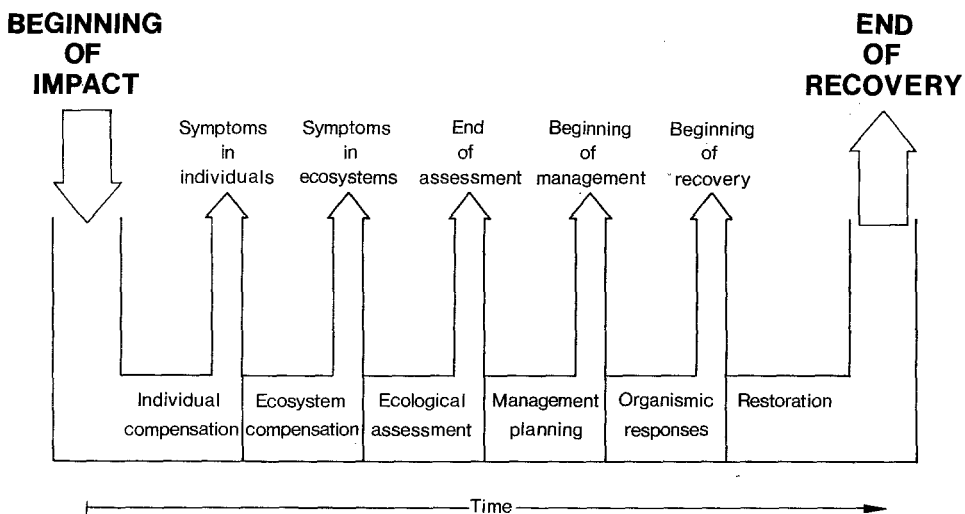 BEGINNING
OF
IMPACT
END
OF
RECOVERY
Symptoms
in
individuals
Symptoms
in
ecosystems
End
of
assessment
Beginning
of
management
Beginning
of
recovery
Individual
compensation
Ecosystem
compensation
Ecological
assessment
Management
planning
Organismic
responses
Restoration
Time